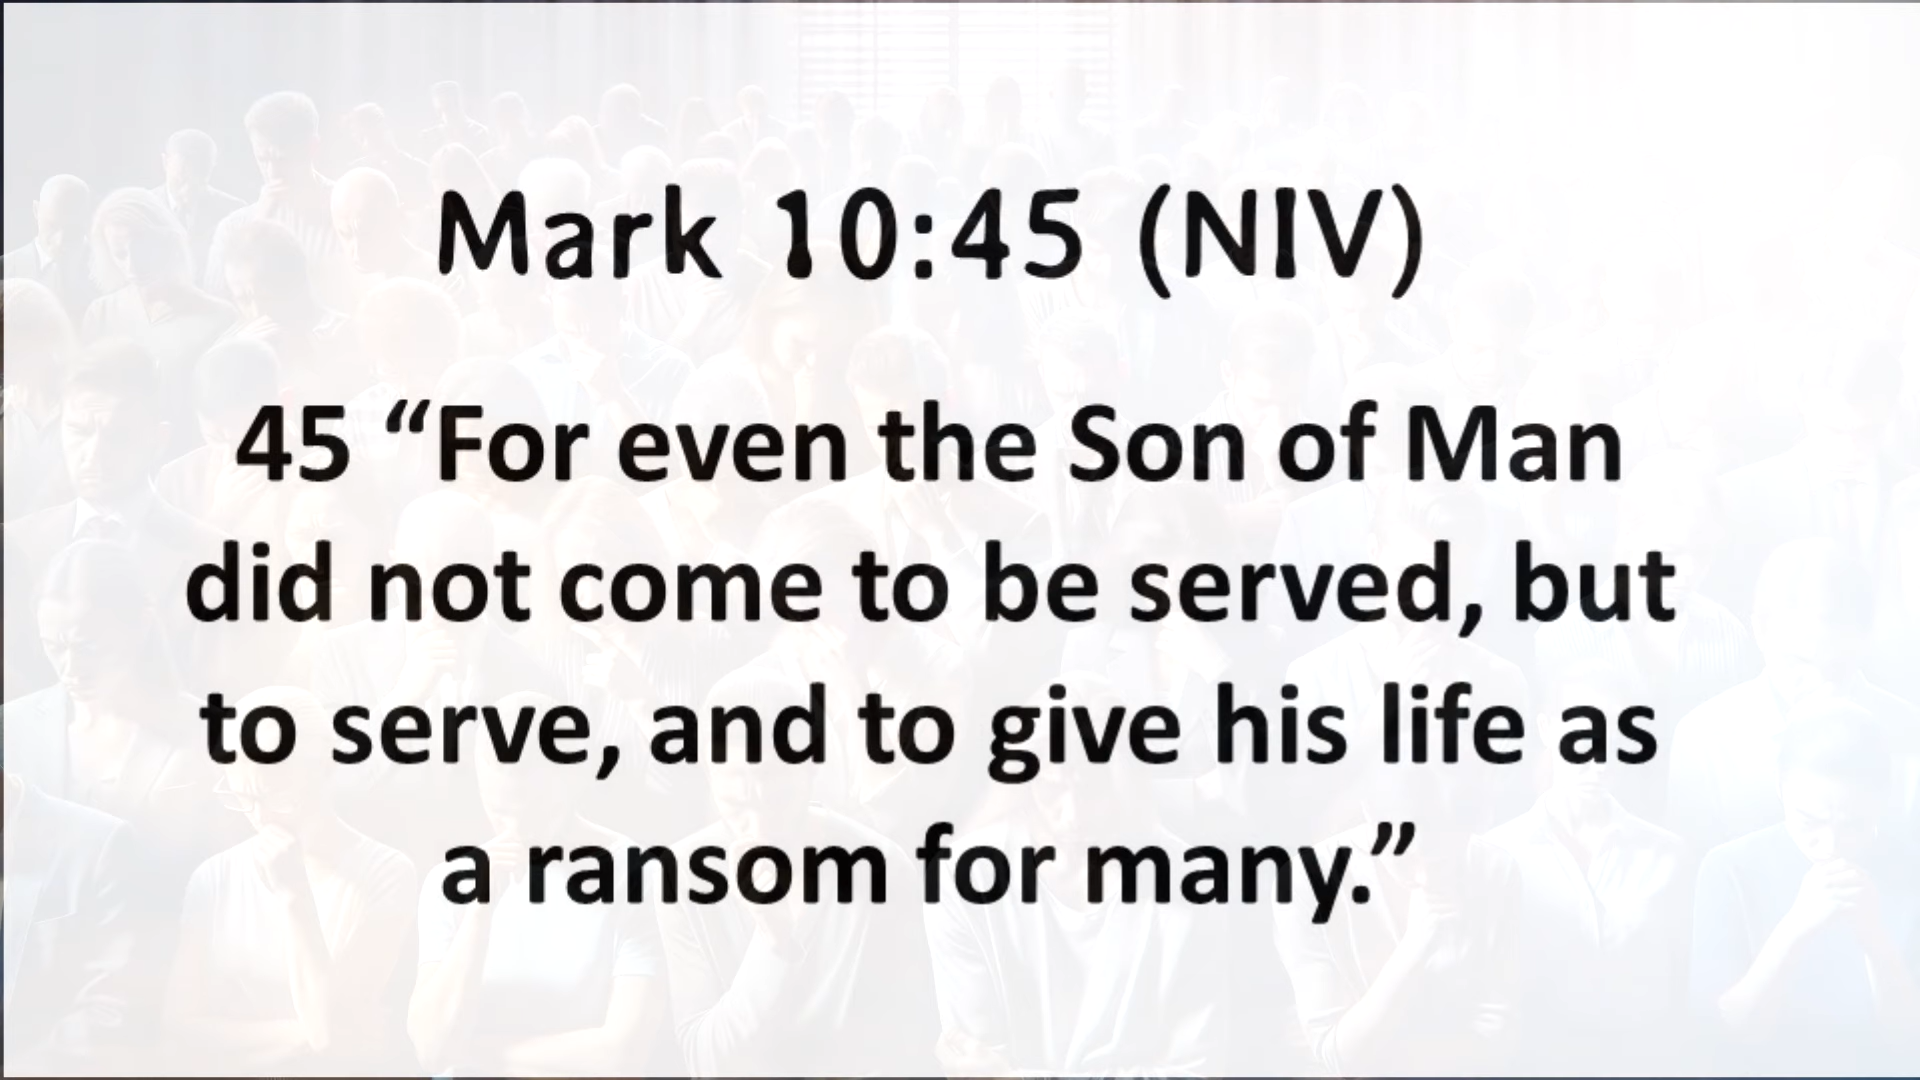 Mark 10:45 (NIV)
45 “For even the Son of Man
did not come to be served, but
to serve, and to give his life as
a ransom for many.”